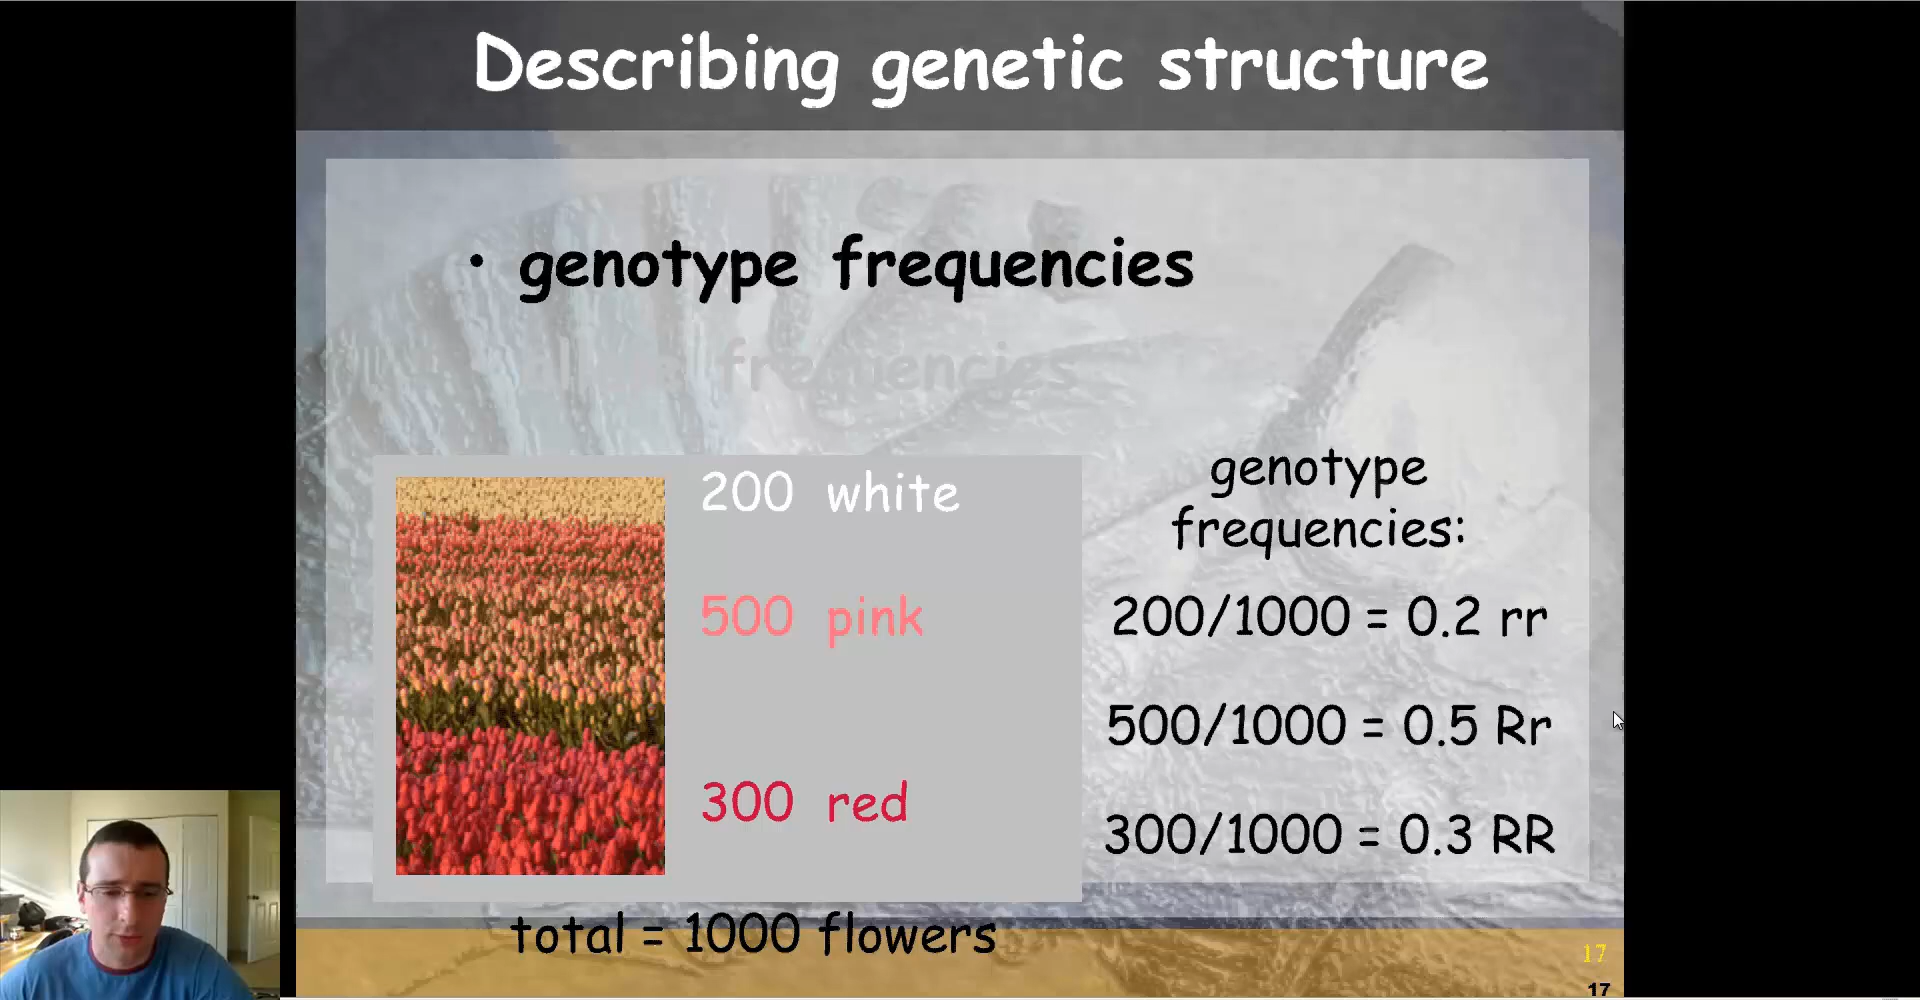 Describing genetic structure
• genotype frequencies
frequencies
200 white
500 pink
300 red
total = 1000 flowers
genotype
frequencies:
200/1000 = 0.2 rr
500/1000 = 0.5 Rr
300/1000 = 0.3 RR
17
17